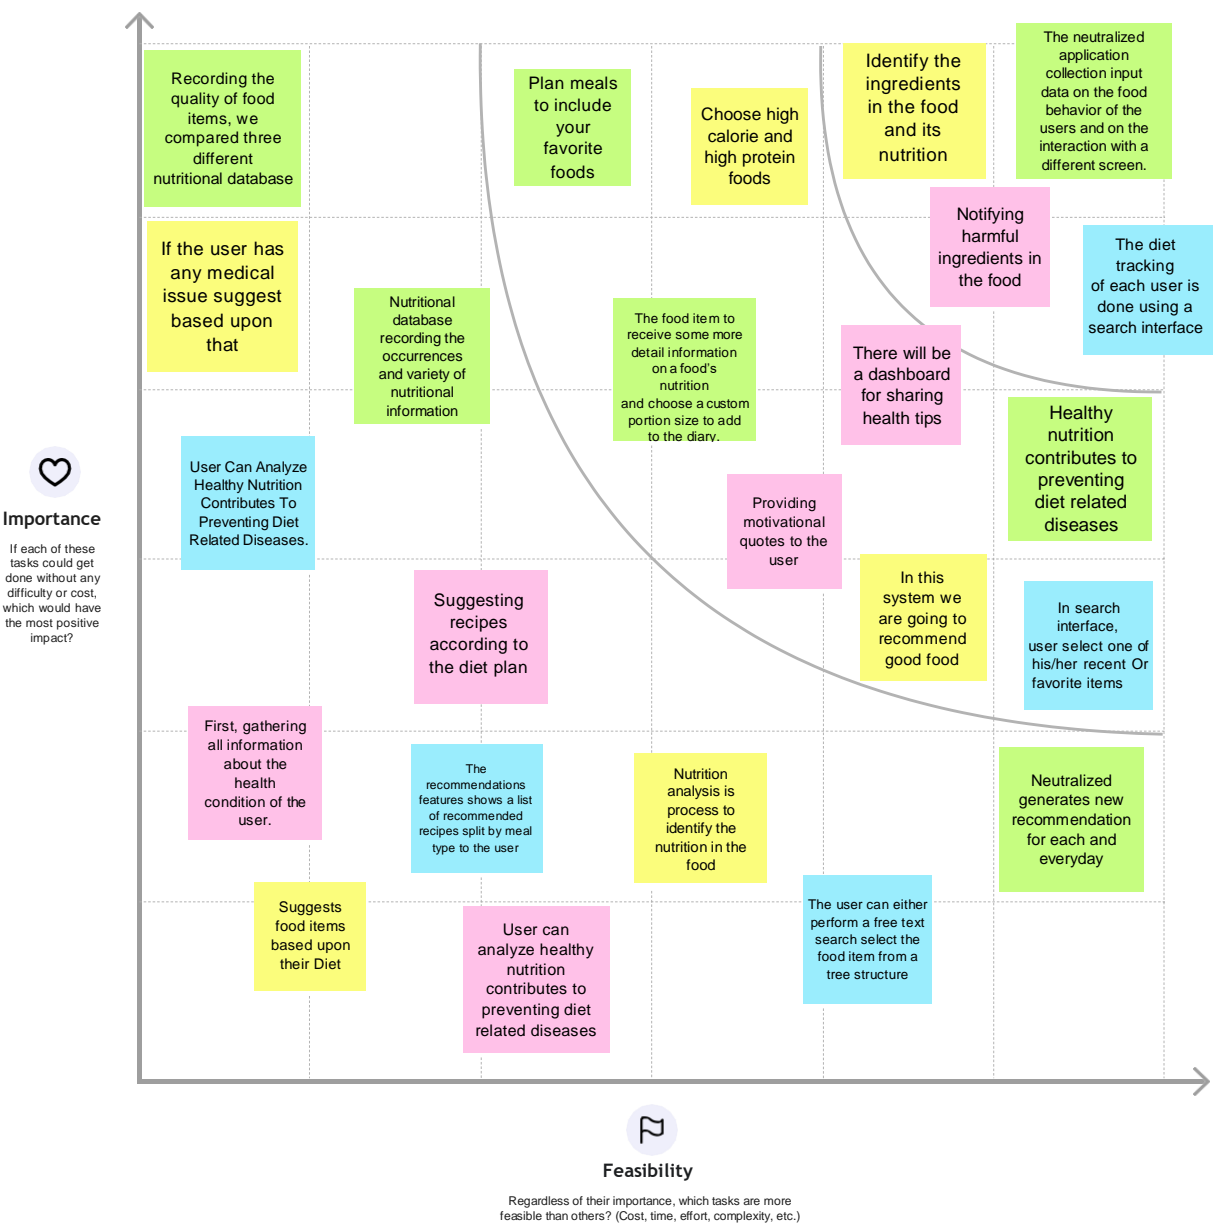 Recording the
quality of food
items, we
compared three
different
nutritional database
Plan meals
to include
your
favorite
foods
Choose high
calorie and
high protein
foods
Identify the
ingredients
in the food
and its
nutrition
The neutralized
application
collection input
data on the food
behavior of the
users and on the
interaction with a
different screen.
If the user has
any medical
issue suggest
based upon
that
Nutritional
database
recording the
occurrences
and variety of
nutritional
information
The food item to
receive some more
detail information
on a food's
nutrition
and choose a custom
portion size to add
to the diary.
Notifying
harmful
ingredients in
the food
The diet
tracking
of each user is
done using a
search interface
There will be
a dashboard
for sharing
health tips
Healthy
nutrition
contributes to
preventing
diet related
diseases
User Can Analyze
Healthy Nutrition
Contributes To
Preventing Diet
Related Diseases.
Providing
motivational
quotes to the
user
Importance
If each of these
tasks could get
done without any
difficulty or cost,
which would have
the most positive
impact?
Suggesting
recipes
according to
the diet plan
In this
system we
are going to
recommend
good food
In search
interface,
user select one of
his/her recent Or
favorite items
First, gathering
all information
about the
health
condition of the
user.
The
recommendations
features shows a list
of recommended
recipes split by meal
type to the user
Nutrition
analysis is
process to
identify the
nutrition in the
food
Neutralized
generates new
recommendation
for each and
everyday
Suggests
food items
based upon
their Diet
User can
analyze healthy
nutrition
contributes to
preventing diet
related diseases
The user can either
perform a free text
search select the
food item from a
tree structure
Feasibility
Regardless of their importance, which tasks are more
feasible than others? (Cost, time, effort, complexity, etc.)